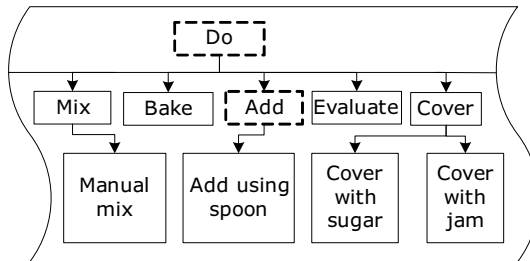 Do
Mix
Bake
Add
Evaluate
Cover
Manual
mix
Add using
spoon
Cover
with
sugar
Cover
with
jam